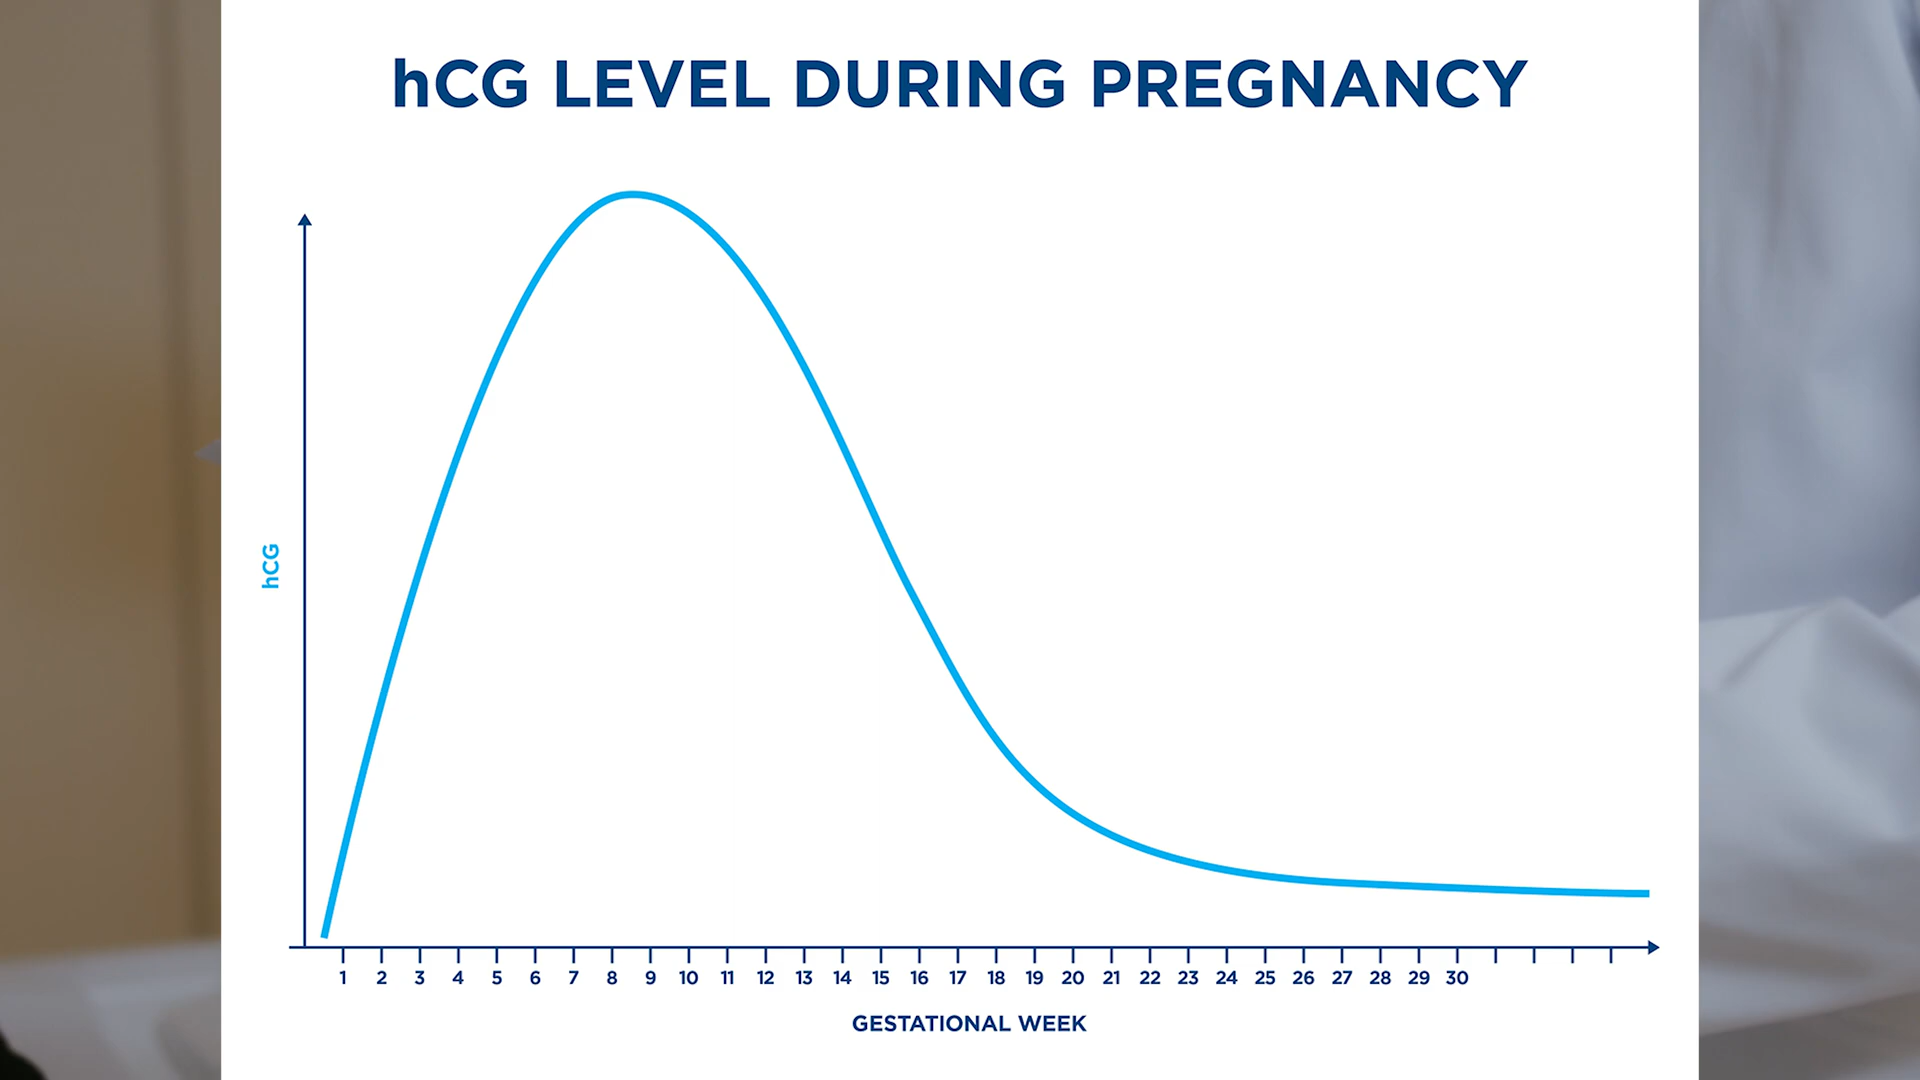 hCG LEVEL DURING PREGNANCY
hCG
1 2 3 4 5 6 7 8 9 10 11 12 13 14 15 16 17 18 19 20 21 22 23 24 25 26 27 28 29 30
GESTATIONAL WEEK